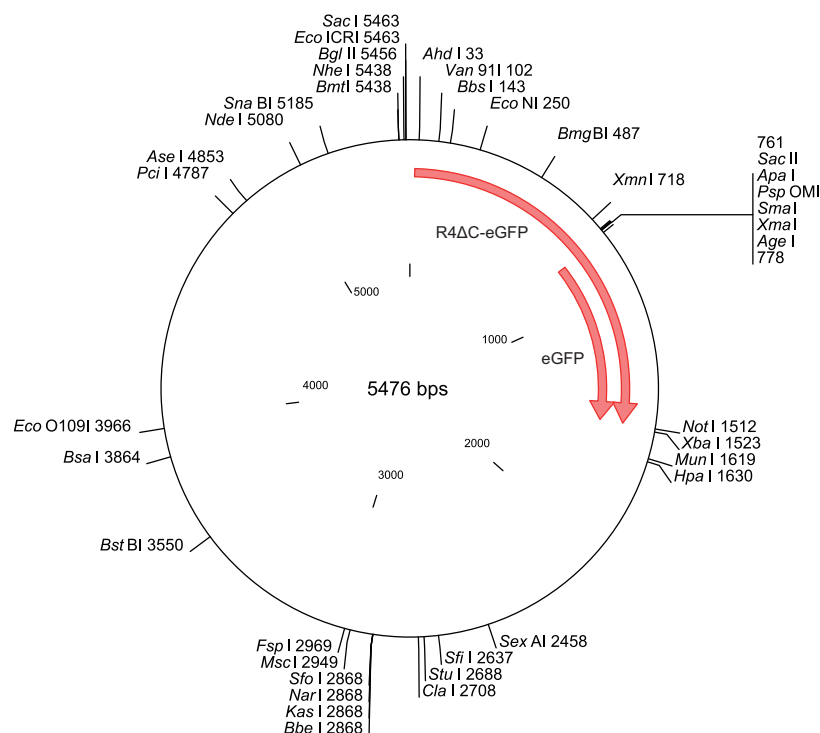 Sac I 5463
Eco ICRI 5463
Bgl II 5456
Nhe I 5438
BmtI 5438
Sna BI 5185
Nde I 5080
Ase I 4853
Pci I 4787
Ahd I 33
Van 91I 102
Bbs I 143
Eco NI 250
BmgBI 487
XmnI 718
761
Sac II
Apa I
Psp OMI
SmaI
XmaI
Age I
778
R4ΔC-eGFP
eGFP
5000
1000
4000
5476 bps
2000
3000
Eco O109I 3966
Bsa I 3864
Bst BI 3550
Not I 1512
Xba I 1523
Mun I 1619
Hpa I 1630
Fsp I 2969
Msc I 2949
Sfo I 2868
Nar I 2868
Kas I 2868
Bbe I 2868
Sex AI 2458
Sfi I 2637
Stu I 2688
Cla I 2708